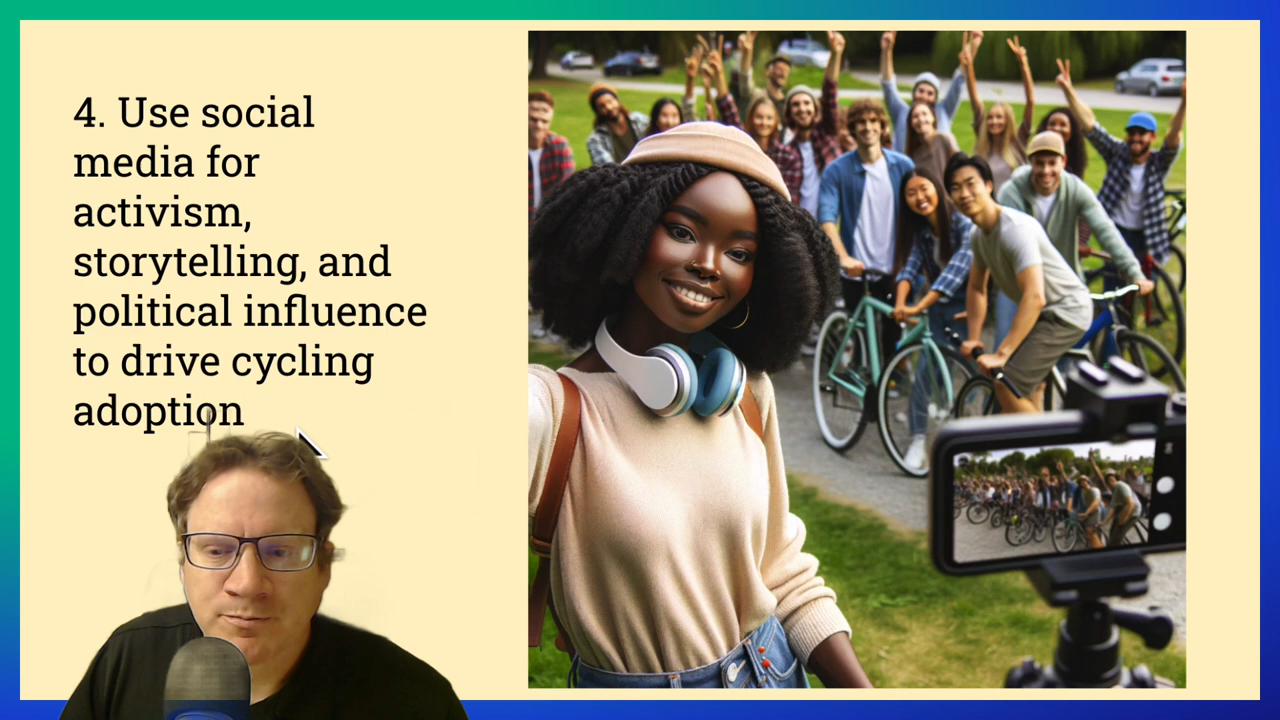 4. Use social
media for
activism,
storytelling, and
political influence
to drive cycling
adoption